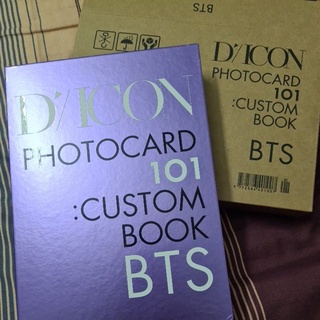 D'/ICON
PHOTOCARD
101
:CUSTOM
BOOK
BTS
BTS
D'/ICON
PHOTOCARD
101
:CUSTOM
BOOK
BTS